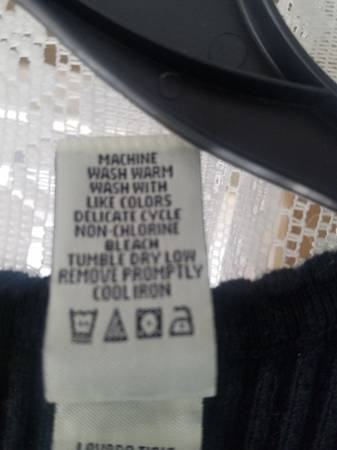 MACHINE
WASH WARM
WASH WITH
LIKE COLORS
DELICATE CYCLE
NON-CHLORINE
BLEACH
TUMBLE DRY LOW
REMOVE PROMPTLY
COOL IRON